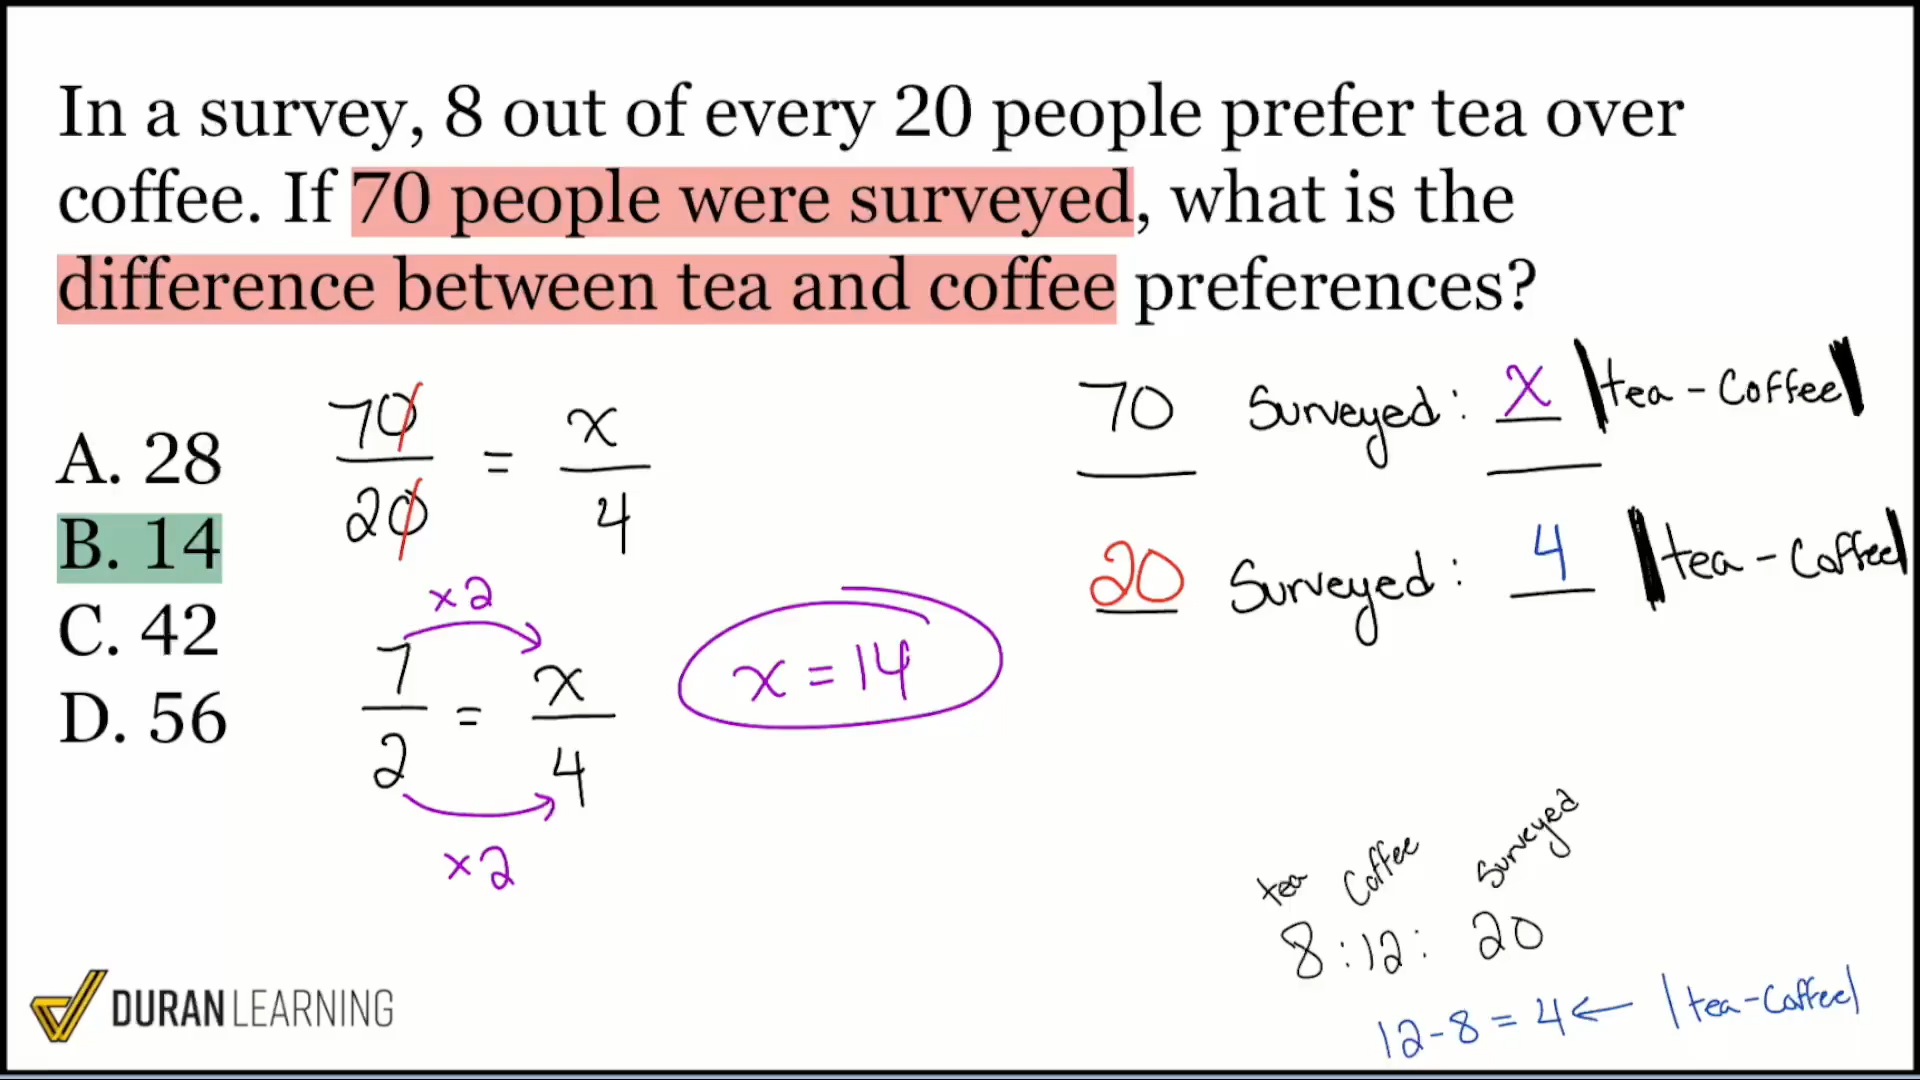 In a survey, 8 out of every 20 people prefer tea over
coffee. If 70 people were surveyed, what is the
difference between tea and coffee preferences?
A. 28
B. 14
C. 42
D. 56
70/20 = x/4
×2
7/2 = x/4
×2
x = 14
70 Surveyed: x |tea - Coffee|
20 Surveyed: 4 |tea - Coffee|
tea Coffee Surveyed
8 : 12 : 20
12 - 8 = 4 ← |tea - Coffee|
DURAN LEARNING